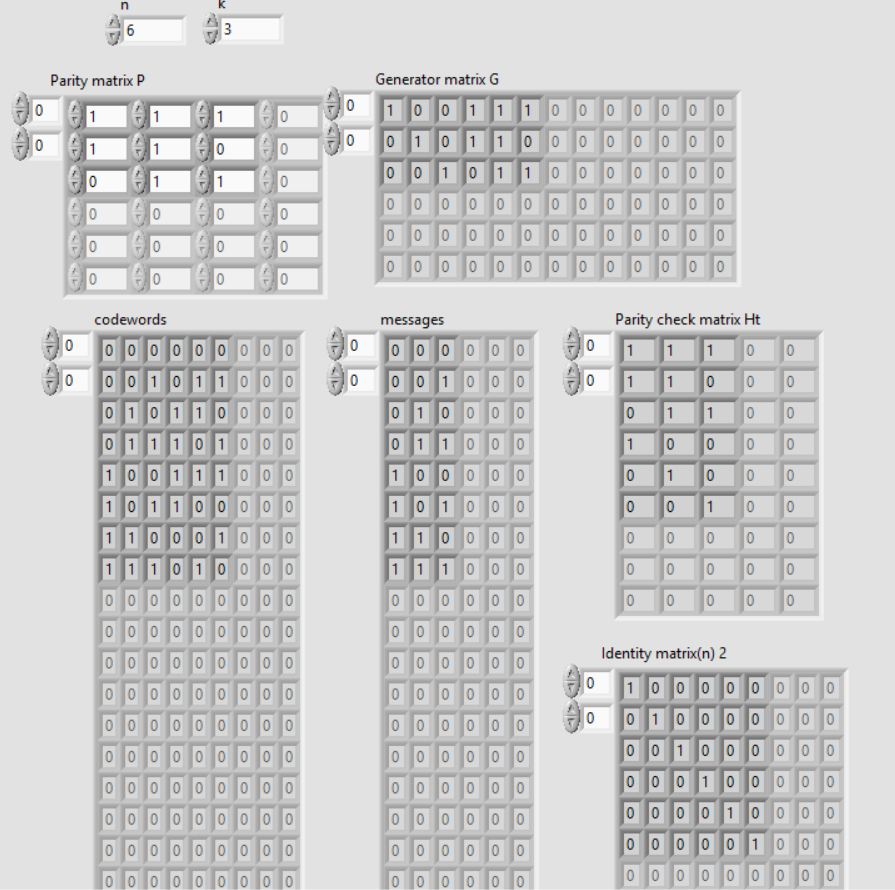 n k
6 3
Parity matrix P Generator matrix G
0 1 1 1 0 0 1 0 0 1 1 1 0 0 0 0 0 0 0
0 1 1 0 0 0 0 1 0 1 1 0 0 0 0 0 0 0 0
0 1 1 0 0 0 1 0 1 1 0 0 0 0 0 0 0
0 0 0 0 0 0 0 0 0 0 0 0 0 0 0 0 0 0
0 0 0 0 0 0 0 0 0 0 0 0 0 0 0 0 0
0 0 0 0 0 0 0 0 0 0 0 0 0 0 0 0 0
codewords messages Parity check matrix Ht
0 0 0 0 0 0 0 0 0 0 0 0 0 0 0 0 0 0 1 1 1 0 0
0 0 0 1 0 1 1 0 0 0 0 0 0 1 0 0 0 0 1 1 0 0 0
0 1 0 1 1 0 0 0 0 0 1 0 0 0 0 0 1 1 0 0
0 1 1 1 0 1 0 0 0 0 1 1 0 0 0 1 0 0 0 0
1 0 0 1 1 1 0 0 0 1 0 0 0 0 0 0 1 0 0 0
1 0 1 1 0 0 0 0 0 1 0 1 0 0 0 0 0 1 0 0
1 1 0 0 0 1 0 0 0 1 1 0 0 0 0 0 0 0 0 0
1 1 1 0 1 0 0 0 0 1 1 1 0 0 0 0 0 0 0 0
0 0 0 0 0 0 0 0 0 0 0 0 0 0 0 0 0 0 0 0
0 0 0 0 0 0 0 0 0 0 0 0 0 0 0
Identity matrix(n) 2
0 0 0 0 0 0 0 0 0 0 0 0 0 0 0
0 0 0 0 0 0 0 0 0 0 0 0 0 0 0 0 1 0 0 0 0 0 0 0 0
0 0 0 0 0 0 0 0 0 0 0 0 0 0 0 0 0 1 0 0 0 0 0 0 0
0 0 0 0 0 0 0 0 0 0 0 0 0 0 0 0 0 1 0 0 0 0 0 0
0 0 0 0 0 0 0 0 0 0 0 0 0 0 0 0 0 0 1 0 0 0 0 0
0 0 0 0 0 0 0 0 0 0 0 0 0 0 0 0 0 0 0 1 0 0 0 0
0 0 0 0 0 0 0 0 0 0 0 0 0 0 0 0 0 0 0 0 1 0 0 0
0 0 0 0 0 0 0 0 0 0 0 0 0 0 0 0 0 0 0 0 0 0 0 0